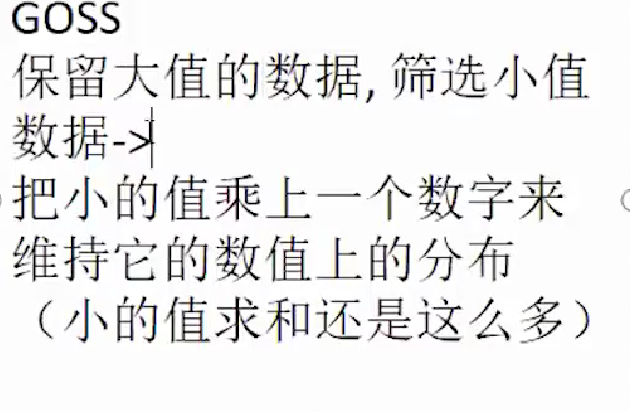 GOSS
保留大值的数据, 筛选小值
数据->
把小的值乘上一个数字来
维持它的数值上的分布
（小的值求和还是这么多）